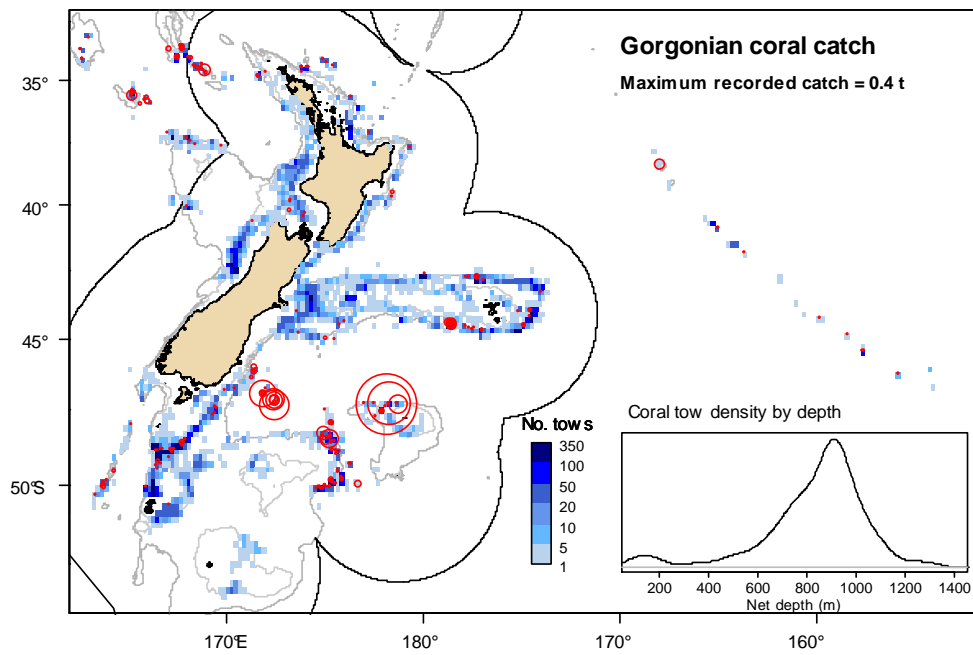 Gorgonian coral catch
Maximum recorded catch = 0.4 t
35°
40°
45°
50°S
No. tows
350
100
50
20
10
5
1
Coral tow density by depth
200 400 600 800 1000 1200 1400
Net depth (m)
170°E 180° 170° 160°